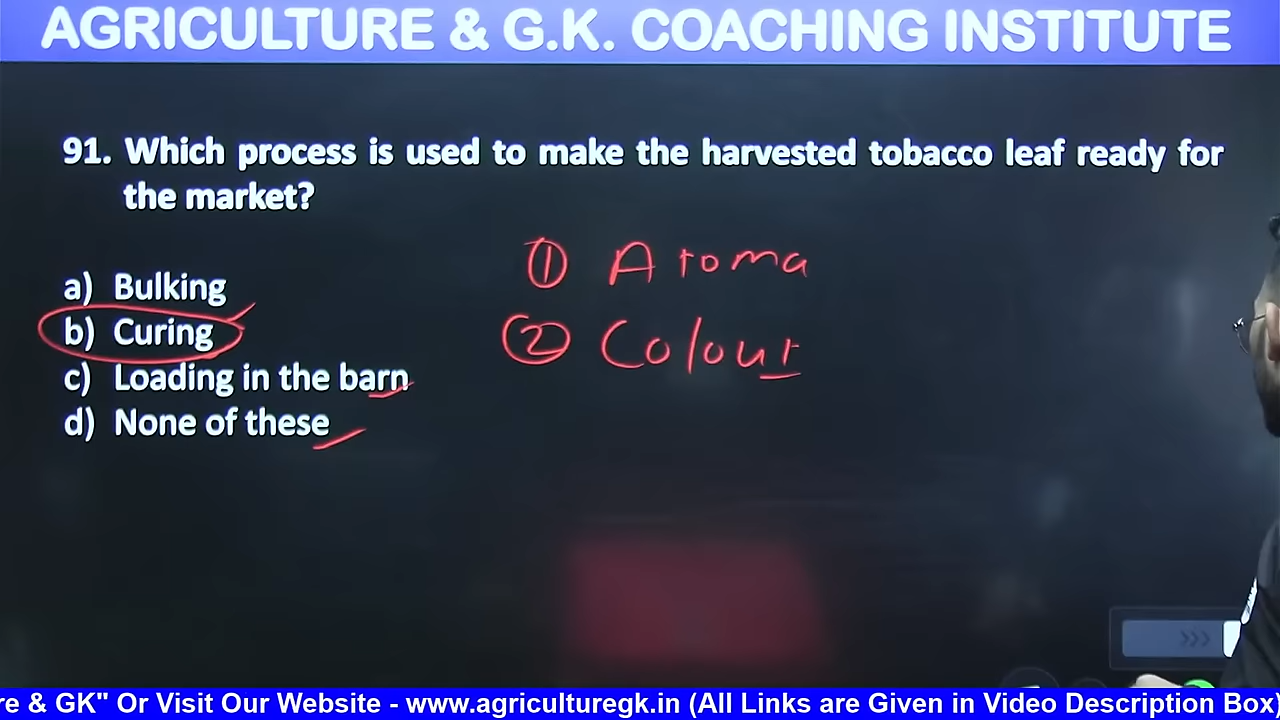 AGRICULTURE & G.K. COACHING INSTITUTE
91. Which process is used to make the harvested tobacco leaf ready for
the market?
a) Bulking
b) Curing
c) Loading in the barn
d) None of these
① Aroma
② Colour
>>>
re & GK" Or Visit Our Website - www.agriculturegk.in (All Links are Given in Video Description Box)